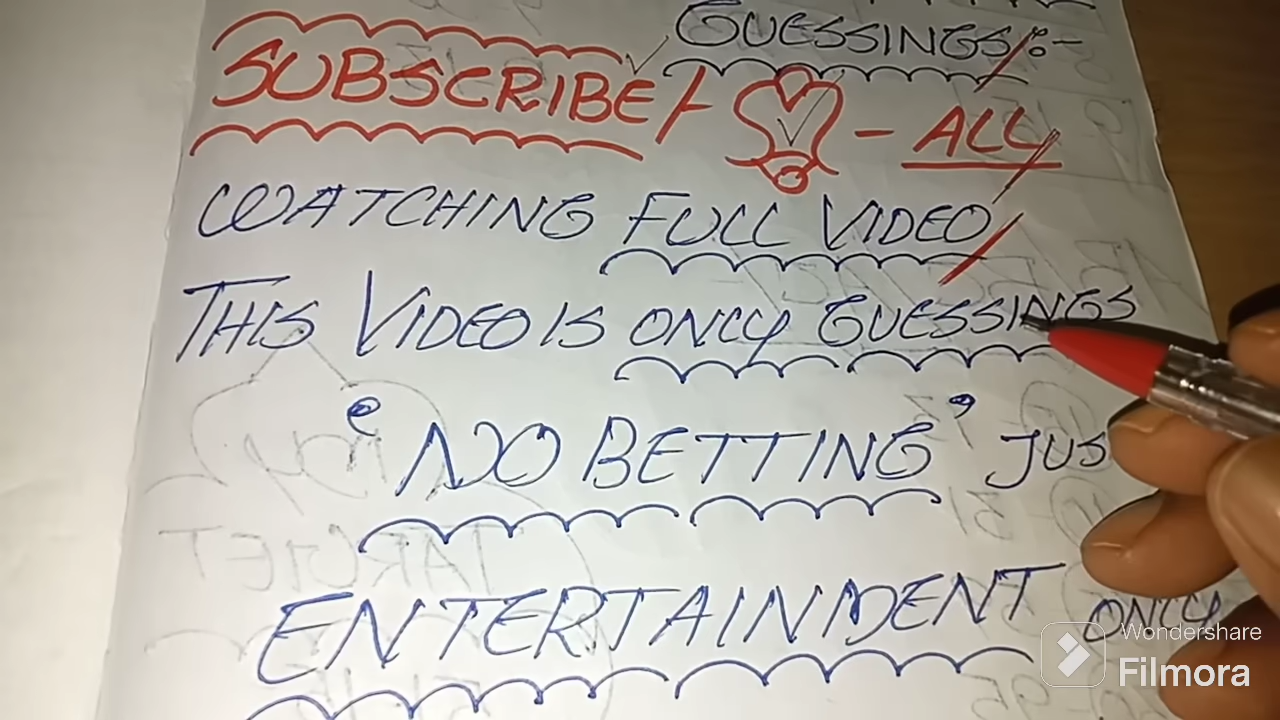 GUESSINGS/:-
SUBSCRIBE/ - ALL/
WATCHING FULL VIDEO/
THIS VIDEO IS ONLY GUESSINGS
"NO BETTING" JUS
ENTERTAINMENT ONLY
Wondershare
Filmora